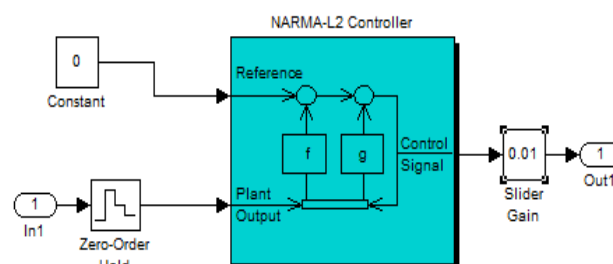 NARMA-L2 Controller
0
Constant
Reference
f
g
Control
Signal
Plant
Output
1
In1
Zero-Order
0.01
Slider
Gain
1
Out1